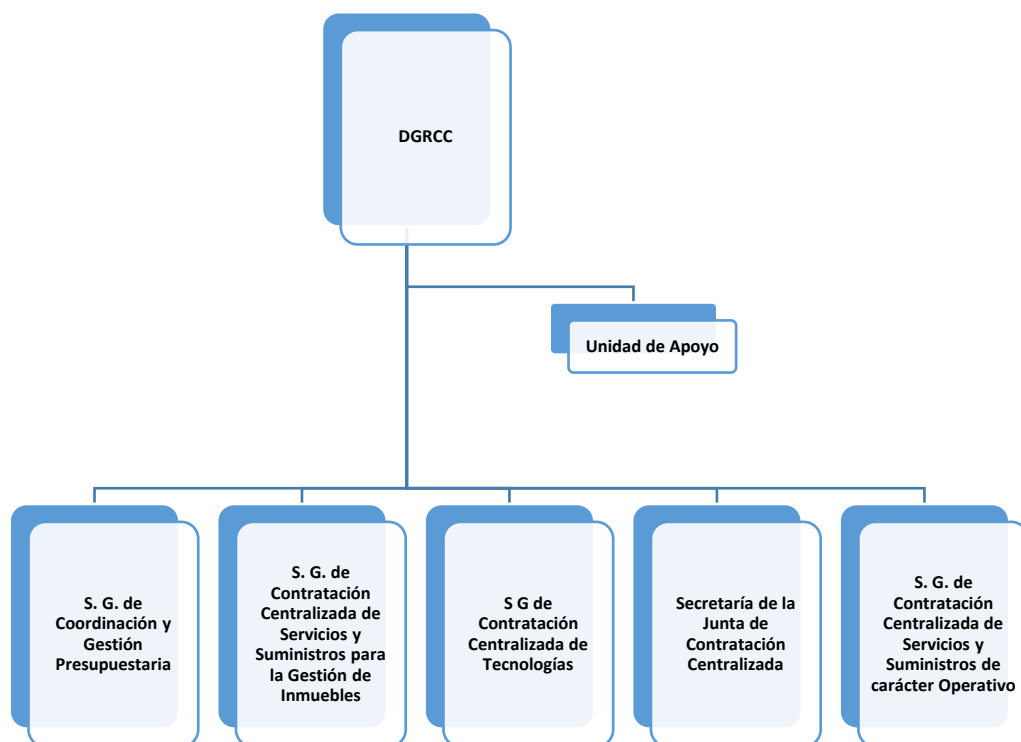 DGRCC
Unidad de Apoyo
S. G. de
Coordinación y
Gestión
Presupuestaria
S. G. de
Contratación
Centralizada de
Servicios y
Suministros para
la Gestión de
Inmuebles
S G de
Contratación
Centralizada de
Tecnologías
Secretaría de la
Junta de
Contratación
Centralizada
S. G. de
Contratación
Centralizada de
Servicios y
Suministros de
carácter Operativo